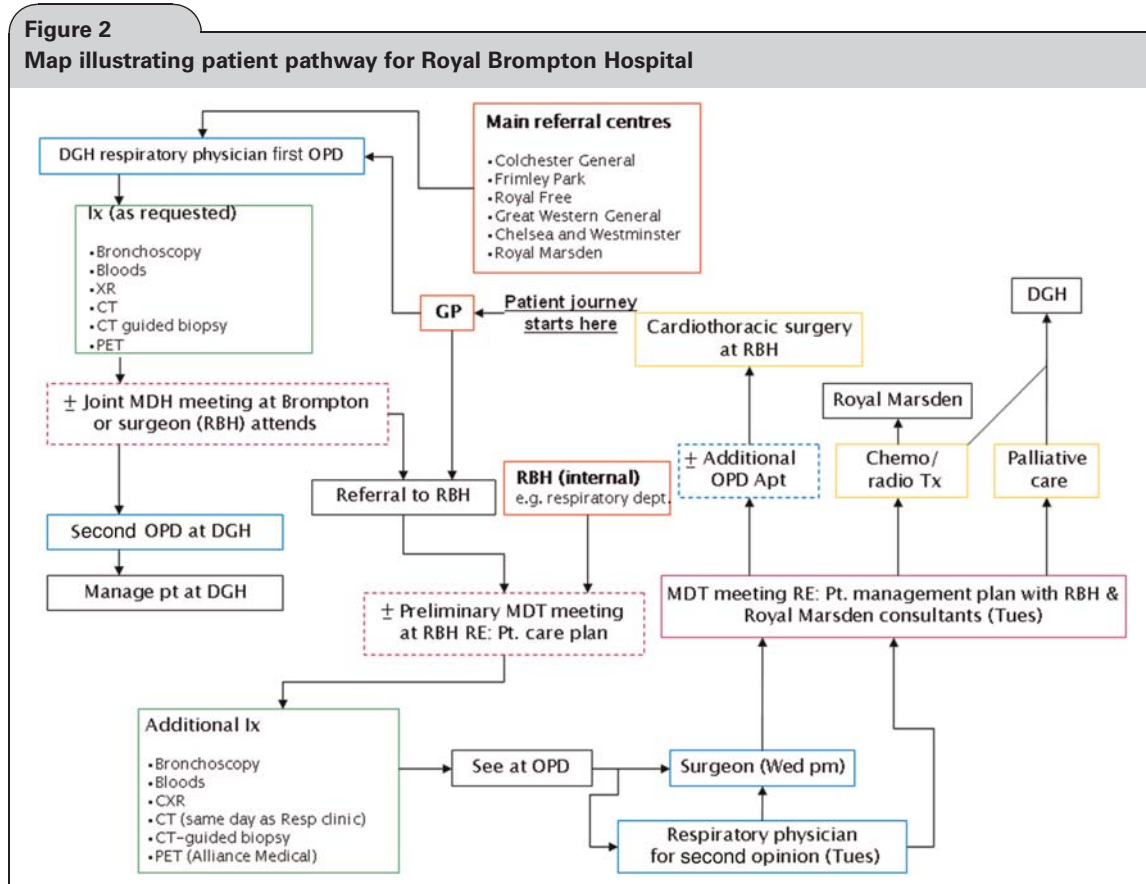 Figure 2
Map illustrating patient pathway for Royal Brompton Hospital
Main referral centres
• Colchester General
• Frimley Park
• Royal Free
• Great Western General
• Chelsea and Westminster
• Royal Marsden
DGH respiratory physician first OPD
Ix (as requested)
• Bronchoscopy
• Bloods
• XR
• CT
• CT guided biopsy
• PET
GP
Patient journey
starts here
± Joint MDH meeting at Brompton
or surgeon (RBH) attends
Second OPD at DGH
Manage pt at DGH
Referral to RBH
RBH (internal)
e.g. respiratory dept.
± Preliminary MDT meeting
at RBH RE: Pt. care plan
Additional Ix
• Bronchoscopy
• Bloods
• CXR
• CT (same day as Resp clinic)
• CT-guided biopsy
• PET (Alliance Medical)
See at OPD
Surgeon (Wed pm)
Respiratory physician
for second opinion (Tues)
MDT meeting RE: Pt. management plan with RBH &
Royal Marsden consultants (Tues)
± Additional
OPD Apt
Cardiothoracic surgery
at RBH
Chemo/
radio Tx
Royal Marsden
Palliative
care
DGH